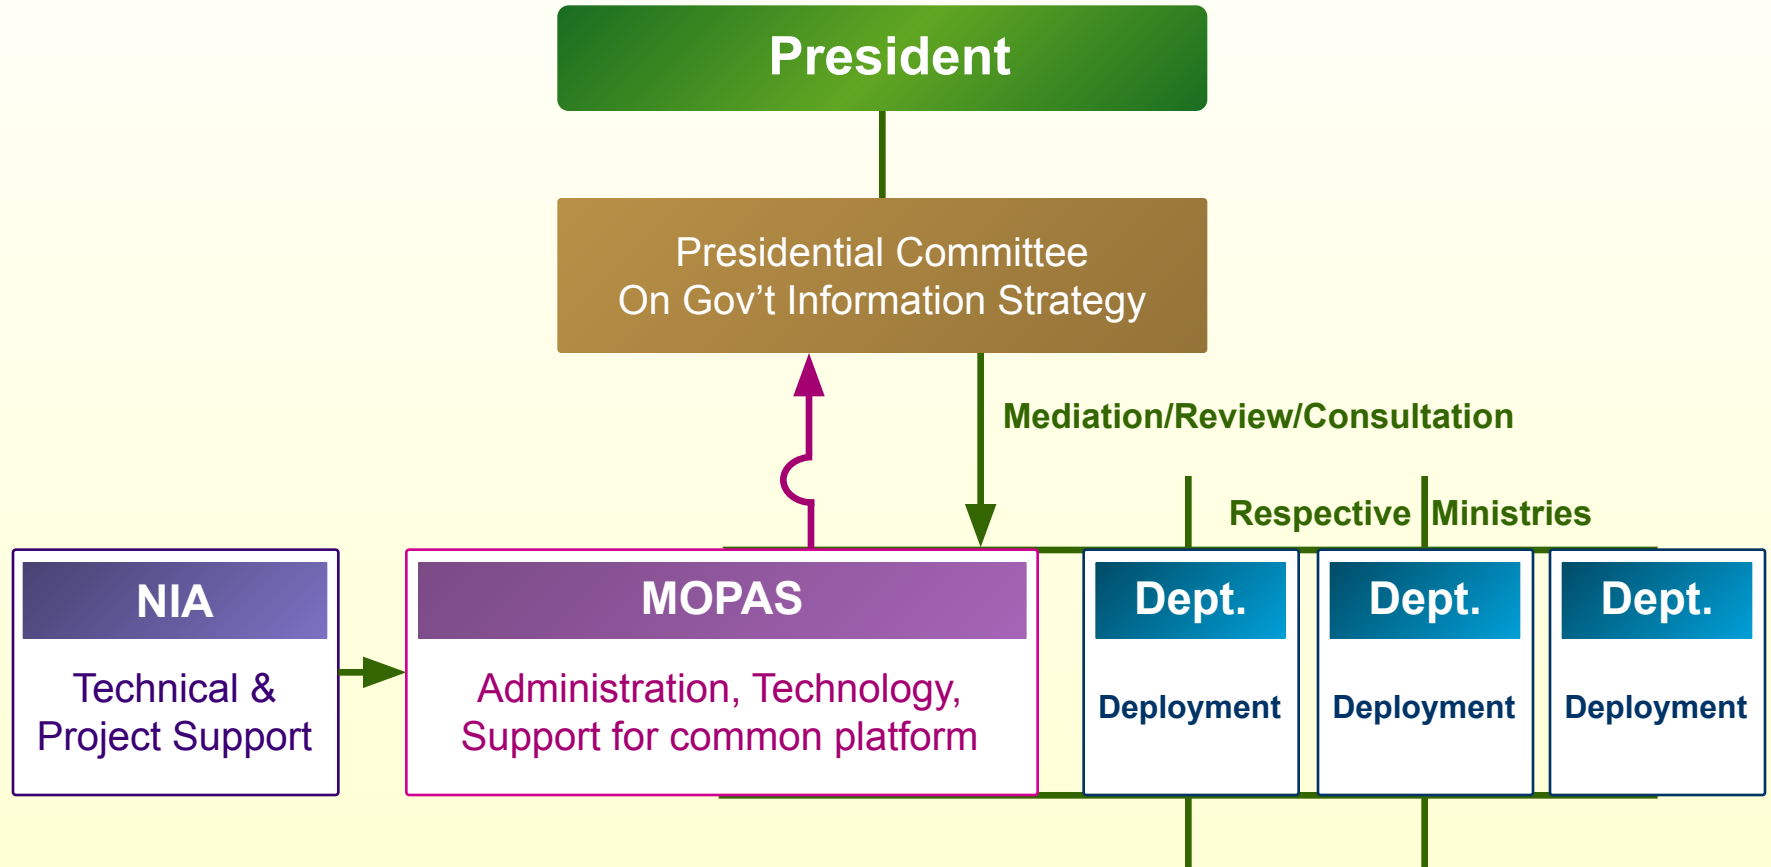 President
Presidential Committee
On Gov't Information Strategy
Mediation/Review/Consultation
Respective Ministries
NIA
Technical &
Project Support
MOPAS
Administration, Technology,
Support for common platform
Dept.
Deployment
Dept.
Deployment
Dept.
Deployment